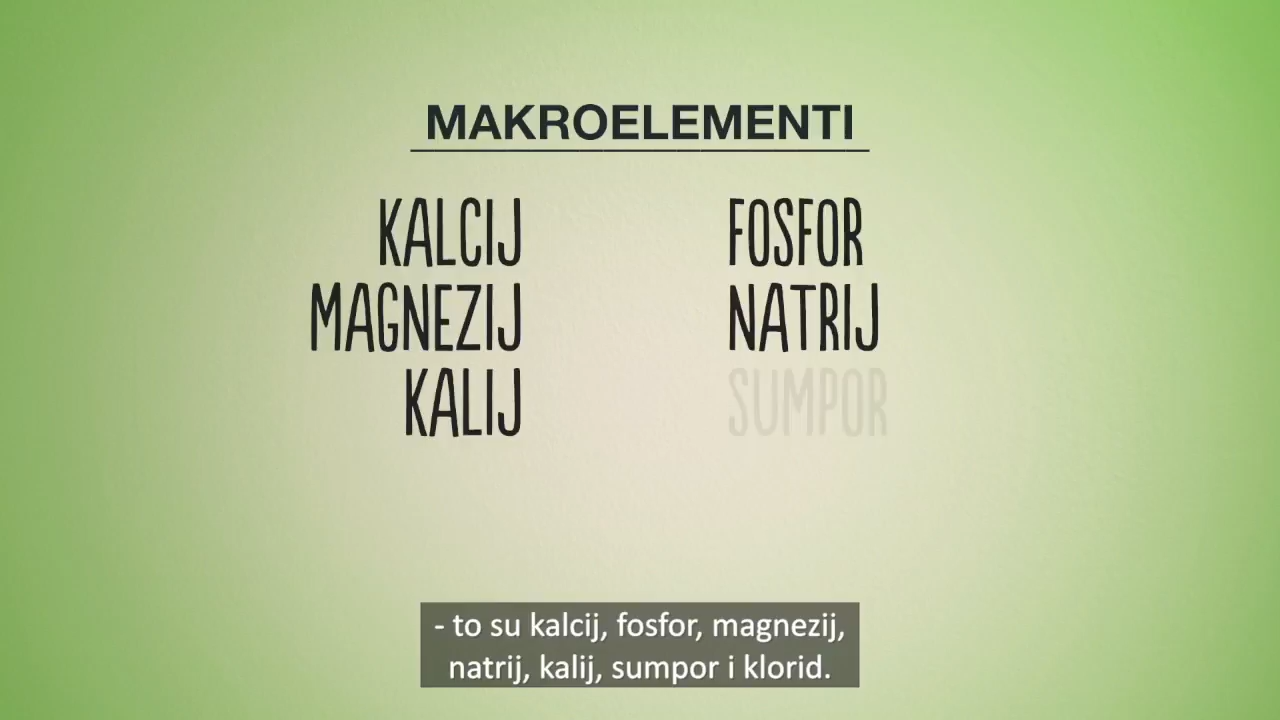 MAKROELEMENTI
KALCIJ
FOSFOR
MAGNEZIJ
NATRIJ
KALIJ
SUMPOR
- to su kalcij, fosfor, magnezij,
natrij, kalij, sumpor i klorid.